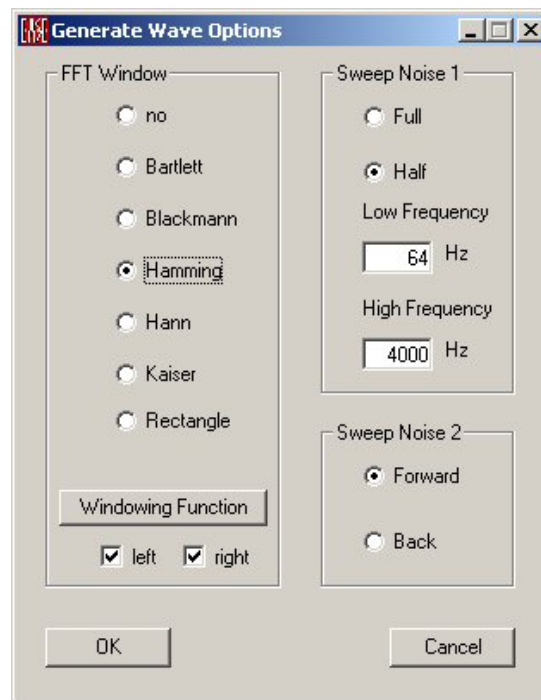 Generate Wave Options
FFT Window
no
Bartlett
Blackmann
Hamming
Hann
Kaiser
Rectangle
Windowing Function
left right
Sweep Noise 1
Full
Half
Low Frequency
64 Hz
High Frequency
4000 Hz
Sweep Noise 2
Forward
Back
OK
Cancel